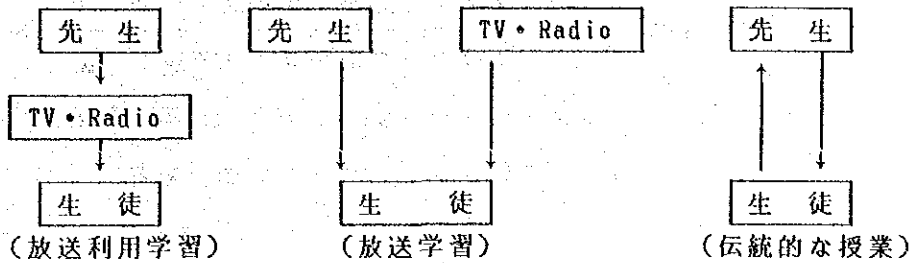 先生 先生 TV・Radio 先生
TV・Radio
生徒 生徒 生徒
(放送利用学習) (放送学習) (伝統的な授業)